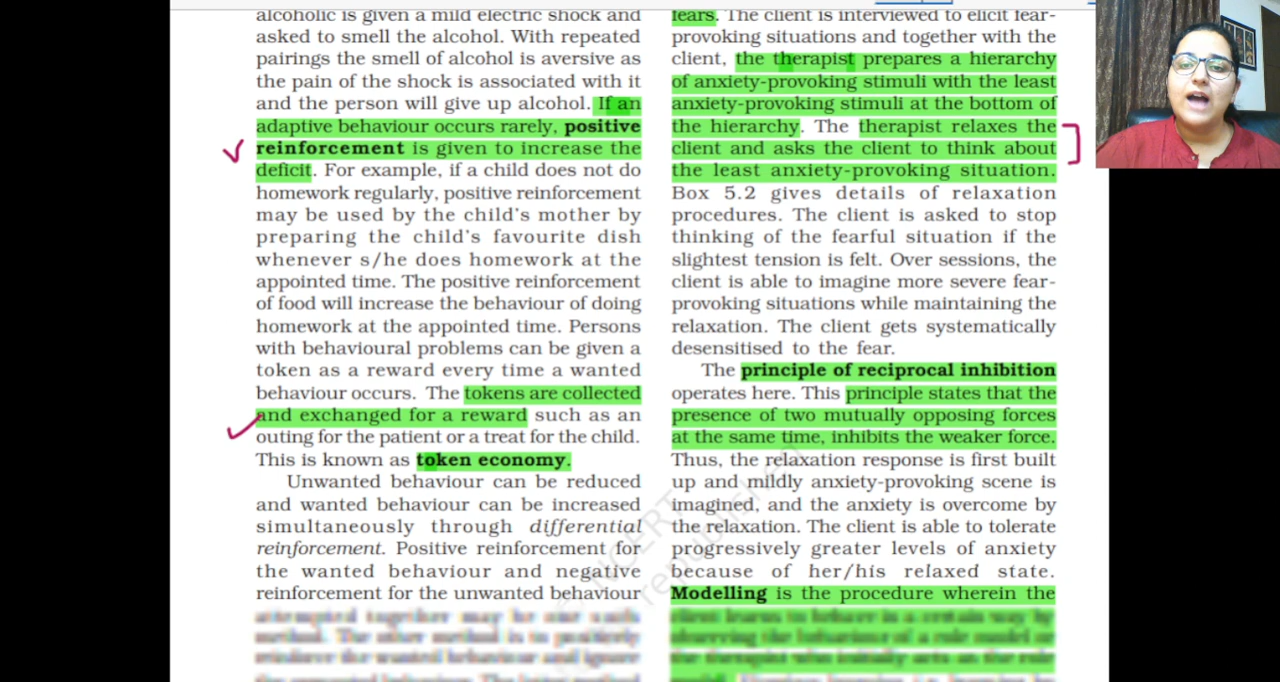 alcoholic is given a mild electric shock and
asked to smell the alcohol. With repeated
pairings the smell of alcohol is aversive as
the pain of the shock is associated with it
and the person will give up alcohol. If an
adaptive behaviour occurs rarely, positive
reinforcement is given to increase the
deficit. For example, if a child does not do
homework regularly, positive reinforcement
may be used by the child's mother by
preparing the child's favourite dish
whenever s/he does homework at the
appointed time. The positive reinforcement
of food will increase the behaviour of doing
homework at the appointed time. Persons
with behavioural problems can be given a
token as a reward every time a wanted
behaviour occurs. The tokens are collected
and exchanged for a reward such as an
outing for the patient or a treat for the child.
This is known as token economy.
Unwanted behaviour can be reduced
and wanted behaviour can be increased
simultaneously through differential
reinforcement. Positive reinforcement for
the wanted behaviour and negative
reinforcement for the unwanted behaviour
fears. The client is interviewed to elicit fear-
provoking situations and together with the
client, the therapist prepares a hierarchy
of anxiety-provoking stimuli with the least
anxiety-provoking stimuli at the bottom of
the hierarchy. The therapist relaxes the
client and asks the client to think about
the least anxiety-provoking situation.
Box 5.2 gives details of relaxation
procedures. The client is asked to stop
thinking of the fearful situation if the
slightest tension is felt. Over sessions, the
client is able to imagine more severe fear-
provoking situations while maintaining the
relaxation. The client gets systematically
desensitised to the fear.
The principle of reciprocal inhibition
operates here. This principle states that the
presence of two mutually opposing forces
at the same time, inhibits the weaker force.
Thus, the relaxation response is first built
up and mildly anxiety-provoking scene is
imagined, and the anxiety is overcome by
the relaxation. The client is able to tolerate
progressively greater levels of anxiety
because of her/his relaxed state.
Modelling is the procedure wherein the
NCERT
republished